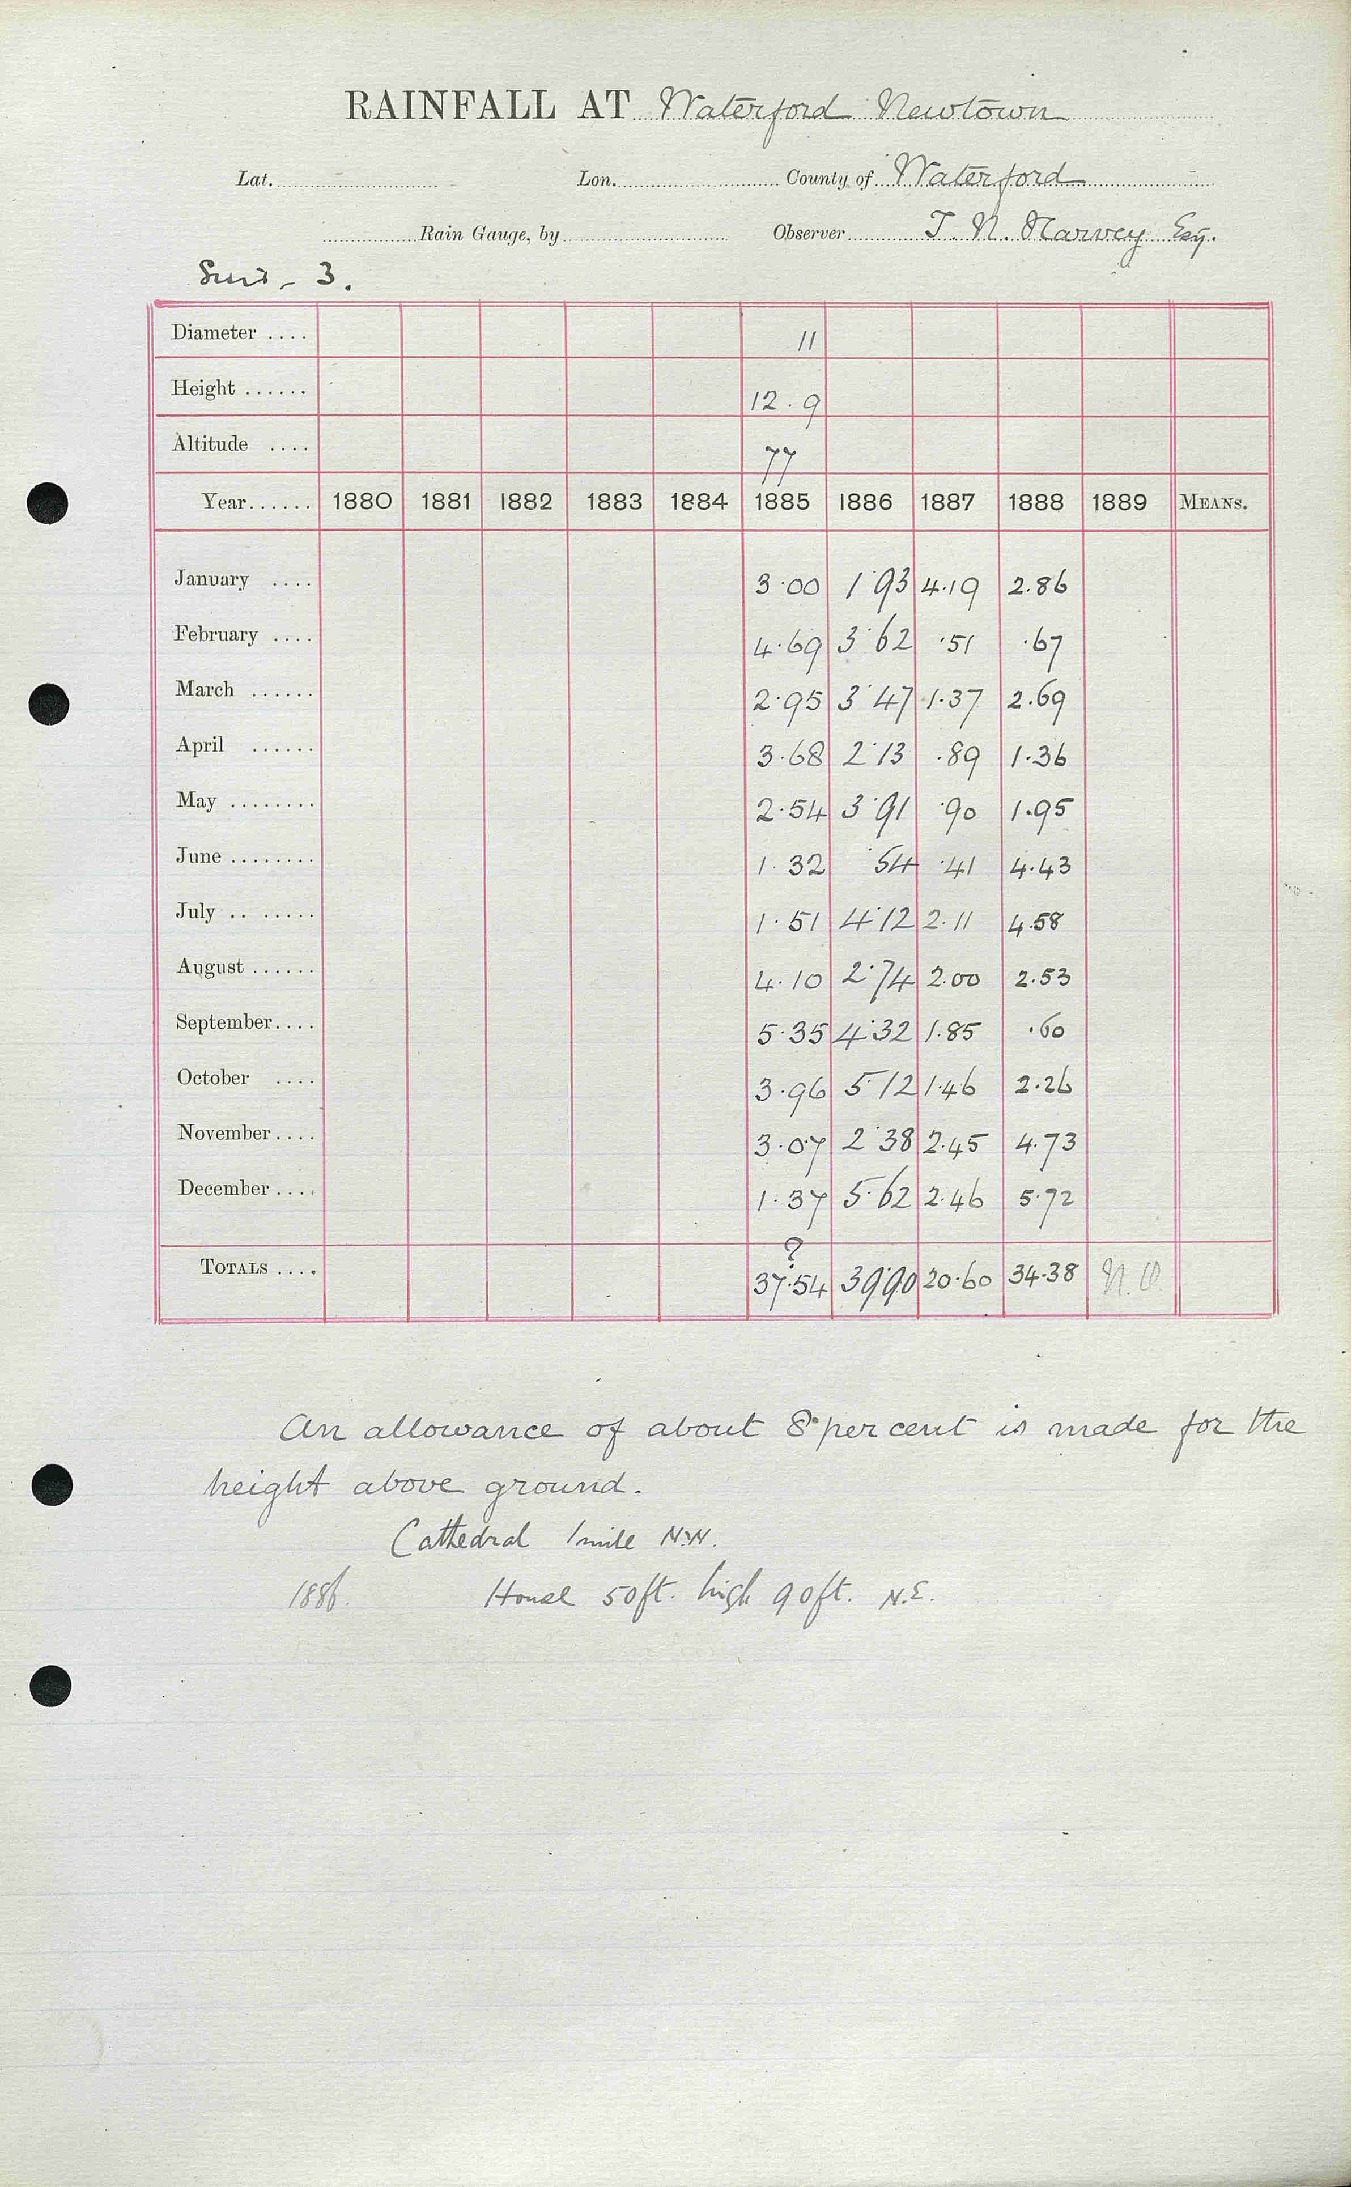 RAINFALL AT Waterford Newtown
Lat. Lon. County of Waterford
Rain Gauge, by Observer T. N. Harvey Esq.
3.
Diameter .... 11
Height ...... 12.9
Altitude .... 77
Year...... 1880 1881 1882 1883 1884 1885 1886 1887 1888 1889 MEANS.
January .... 3.00 1.93 4.19 2.86
February .... 4.69 3.62 .51 .67
March ...... 2.95 3.47 1.37 2.69
April ...... 3.68 2.13 .89 1.36
May ........ 2.54 3.91 .90 1.95
June ........ 1.32 .54 .41 4.43
July .. ..... 1.51 4.12 2.11 4.58
August ...... 4.10 2.74 2.00 2.53
September.... 5.35 4.32 1.85 .60
October .... 3.96 5.12 1.46 2.26
November.... 3.07 2.38 2.45 4.73
December.... 1.37 5.62 2.46 5.72
?
TOTALS .... 37.54 39.90 20.60 34.38 N.O.
An allowance of about 8 per cent is made for the
height above ground.
Cathedral 1 mile N.W.
1886. House 50ft. high 90ft. N.E.